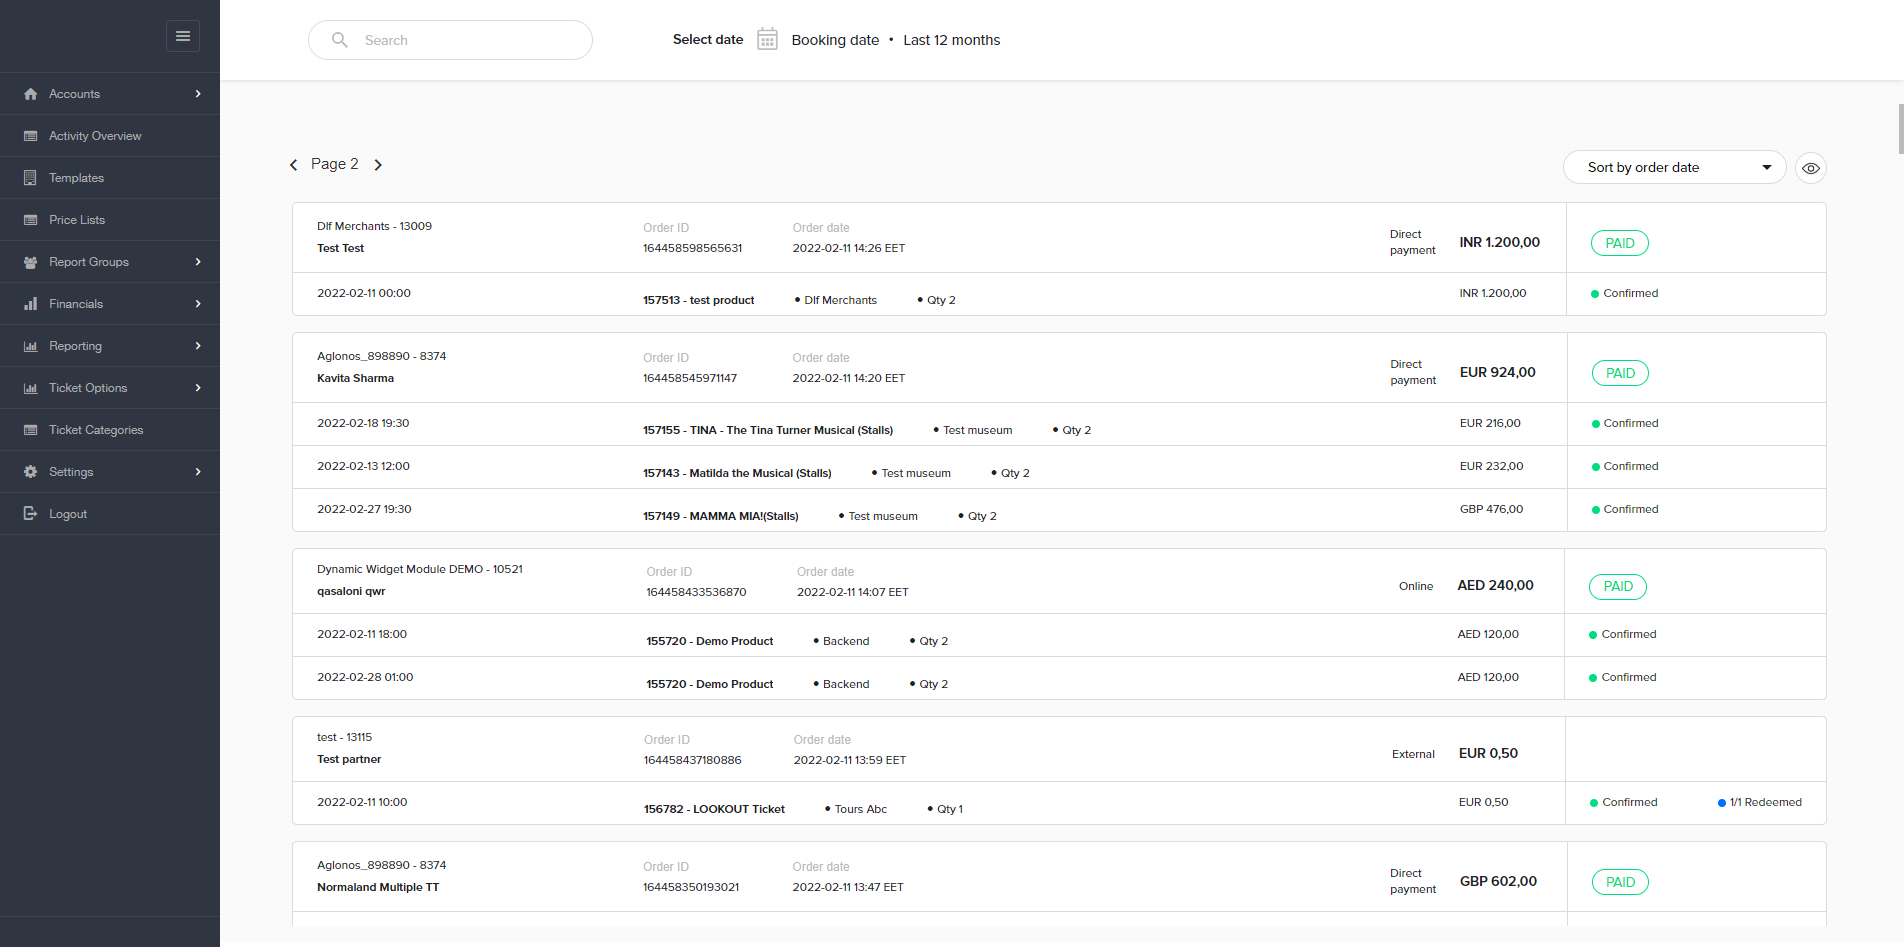 Search
Select date Booking date • Last 12 months
Accounts
Activity Overview
Templates
Price Lists
Report Groups
Financials
Reporting
Ticket Options
Ticket Categories
Settings
Logout
Page 2
Sort by order date
Dlf Merchants - 13009 Order ID Order date
Test Test 164458598565631 2022-02-11 14:26 EET Direct payment INR 1.200,00 PAID
2022-02-11 00:00 157513 - test product • Dlf Merchants • Qty 2 INR 1.200,00 Confirmed
Aglonos_898890 - 8374 Order ID Order date
Kavita Sharma 164458545971147 2022-02-11 14:20 EET Direct payment EUR 924,00 PAID
2022-02-18 19:30 157155 - TINA - The Tina Turner Musical (Stalls) • Test museum • Qty 2 EUR 216,00 Confirmed
2022-02-13 12:00 157143 - Matilda the Musical (Stalls) • Test museum • Qty 2 EUR 232,00 Confirmed
2022-02-27 19:30 157149 - MAMMA MIA!(Stalls) • Test museum • Qty 2 GBP 476,00 Confirmed
Dynamic Widget Module DEMO - 10521 Order ID Order date
qasaloni qwr 164458433536870 2022-02-11 14:07 EET Online AED 240,00 PAID
2022-02-11 18:00 155720 - Demo Product • Backend • Qty 2 AED 120,00 Confirmed
2022-02-28 01:00 155720 - Demo Product • Backend • Qty 2 AED 120,00 Confirmed
test - 13115 Order ID Order date
Test partner 164458437180886 2022-02-11 13:59 EET External EUR 0,50
2022-02-11 10:00 156782 - LOOKOUT Ticket • Tours Abc • Qty 1 EUR 0,50 Confirmed 1/1 Redeemed
Aglonos_898890 - 8374 Order ID Order date
Normaland Multiple TT 164458350193021 2022-02-11 13:47 EET Direct payment GBP 602,00 PAID